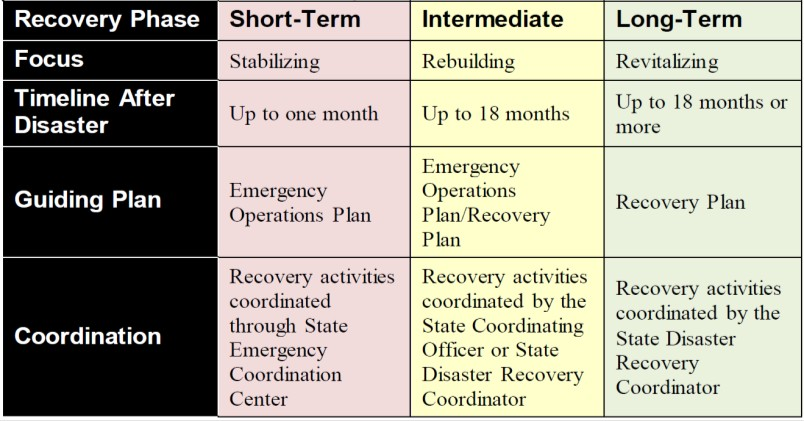 Recovery Phase
Short-Term
Intermediate
Long-Term
Focus
Stabilizing
Rebuilding
Revitalizing
Timeline After
Disaster
Up to one month
Up to 18 months
Up to 18 months or
more
Guiding Plan
Emergency
Operations Plan
Emergency
Operations
Plan/Recovery
Plan
Recovery Plan
Coordination
Recovery activities
coordinated
through State
Emergency
Coordination
Center
Recovery activities
coordinated by the
State Coordinating
Officer or State
Disaster Recovery
Coordinator
Recovery activities
coordinated by the
State Disaster
Recovery
Coordinator